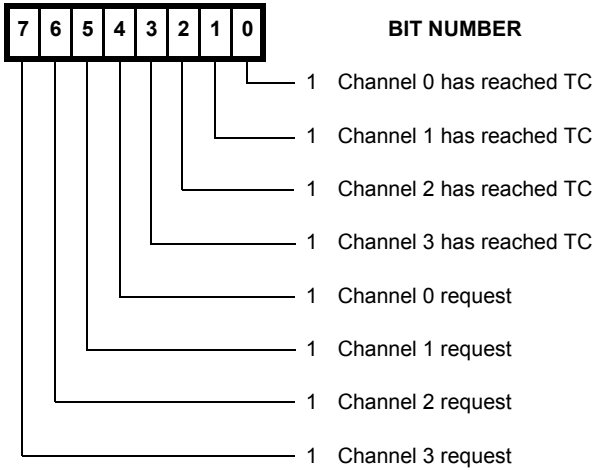 7 6 5 4 3 2 1 0 BIT NUMBER
1 Channel 0 has reached TC
1 Channel 1 has reached TC
1 Channel 2 has reached TC
1 Channel 3 has reached TC
1 Channel 0 request
1 Channel 1 request
1 Channel 2 request
1 Channel 3 request